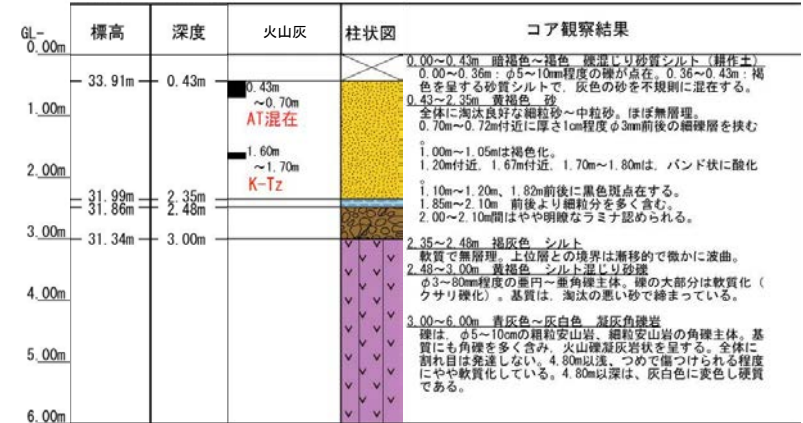 GL-
0.00m
標高
深度
火山灰
柱状図
コア観察結果
33.91m
0.43m
0.43m
～0.70m
AT混在
1.00m
1.60m
～1.70m
K-Tz
2.00m
31.99m
2.35m
31.86m
2.48m
3.00m
31.34m
3.00m
4.00m
5.00m
6.00m
0.00～0.43m 暗褐色～褐色 礫混じり砂質シルト（耕作土）
0.00～0.36m：φ5～10mm程度の礫が点在。0.36～0.43m：褐
色を呈する砂質シルトで、灰色の砂を不規則に混在する。
0.43～2.35m 黄褐色 砂
全体に淘汰良好な細粒砂～中粒砂。ほぼ無層理。
0.70m～0.72m付近に厚さ1cm程度φ3mm前後の細礫層を挟む
。
1.00m～1.05mは褐色化。
1.20m付近、1.67m付近、1.70m～1.80mは、バンド状に酸化
。
1.10m～1.20m、1.82m前後に黒色斑点在する。
1.85m～2.10m 前後より細粒分を多く含む。
2.00～2.10m間はやや明瞭なラミナ認められる。
2.35～2.48m 褐灰色 シルト
軟質で無層理。上位層との境界は漸移的で微かに波曲。
2.48～3.00m 黄褐色 シルト混じり砂礫
φ3～80mm程度の亜円～亜角礫主体。礫の大部分は軟質化（
クサリ礫化）。基質は、淘汰の悪い砂で締まっている。
3.00～6.00m 青灰色～灰白色 凝灰角礫岩
礫は、φ5～10cmの粗粒安山岩、細粒安山岩の角礫主体。基
質にも角礫を多く含み、火山礫凝灰岩状を呈する。全体に
割れ目は発達しない。4.80m以浅、つめで傷つけられる程度
にやや軟質化している。4.80m以深は、灰白色に変色し硬質
である。